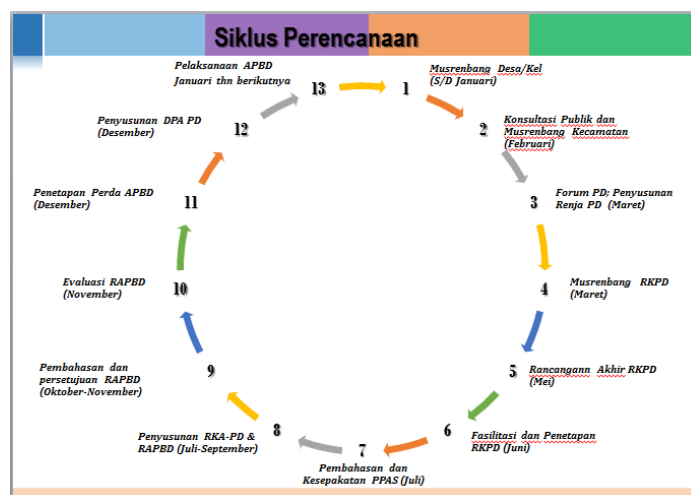 Siklus Perencanaan
Pelaksanaan APBD
Januari thn berikutnya
13
1
Musrenbang Desa/Kel
(S/D Januari)
2
Konsultasi Publik dan
Musrenbang Kecamatan
(Februari)
3
Forum PD; Penyusunan
Renja PD (Maret)
4
Musrenbang RKPD
(Maret)
5
Rancangann Akhir RKPD
(Mei)
6
Fasilitasi dan Penetapan
RKPD (Juni)
7
Pembahasan dan
Kesepakatan PPAS (Juli)
8
Penyusunan RKA-PD &
RAPBD (Juli-September)
9
Pembahasan dan
persetujuan RAPBD
(Oktober-November)
10
Evaluasi RAPBD
(November)
11
Penetapan Perda APBD
(Desember)
12
Penyusunan DPA PD
(Desember)